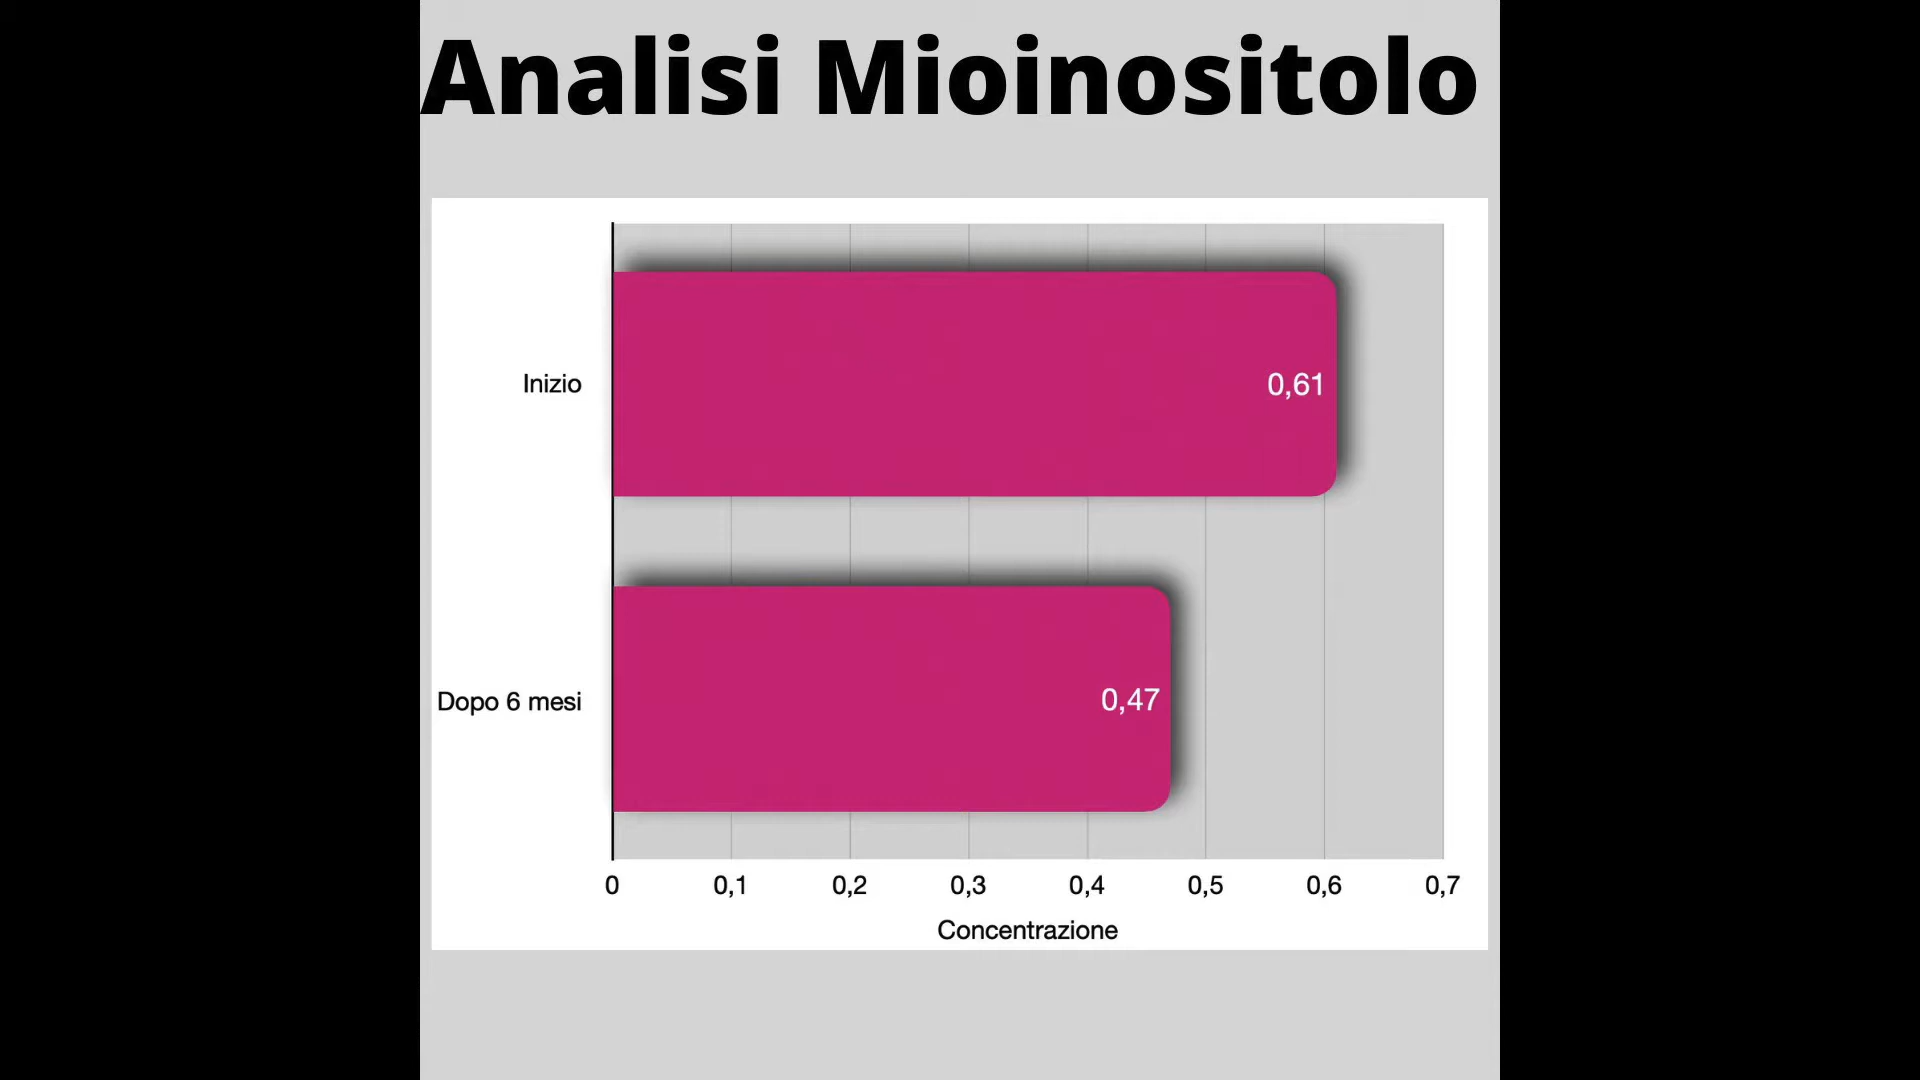 Analisi Mioinositolo
Inizio
0,61
Dopo 6 mesi
0,47
0 0,1 0,2 0,3 0,4 0,5 0,6 0,7
Concentrazione